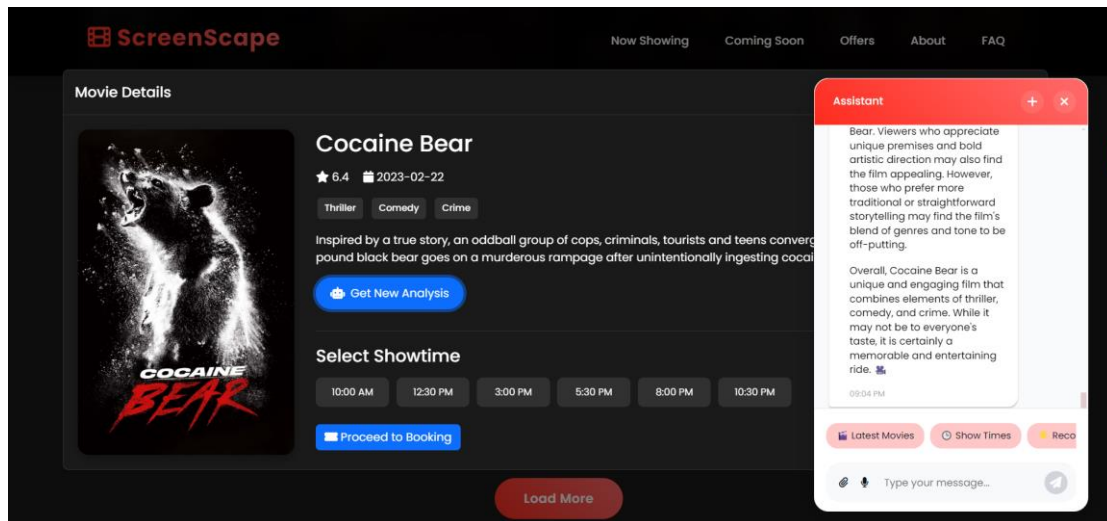 ScreenScape
Now Showing
Coming Soon
Offers
About
FAQ
Movie Details
COCAINE
BEAR
Cocaine Bear
6.4 2023-02-22
Thriller
Comedy
Crime
Inspired by a true story, an oddball group of cops, criminals, tourists and teens converg
pound black bear goes on a murderous rampage after unintentionally ingesting cocai
Get New Analysis
Select Showtime
10:00 AM
12:30 PM
3:00 PM
5:30 PM
8:00 PM
10:30 PM
Proceed to Booking
Load More
Assistant
Bear. Viewers who appreciate
unique premises and bold
artistic direction may also find
the film appealing. However,
those who prefer more
traditional or straightforward
storytelling may find the film's
blend of genres and tone to be
off-putting.
Overall, Cocaine Bear is a
unique and engaging film that
combines elements of thriller,
comedy, and crime. While it
may not be to everyone's
taste, it is certainly a
memorable and entertaining
ride.
09:04 PM
Latest Movies
Show Times
Reco
Type your message...